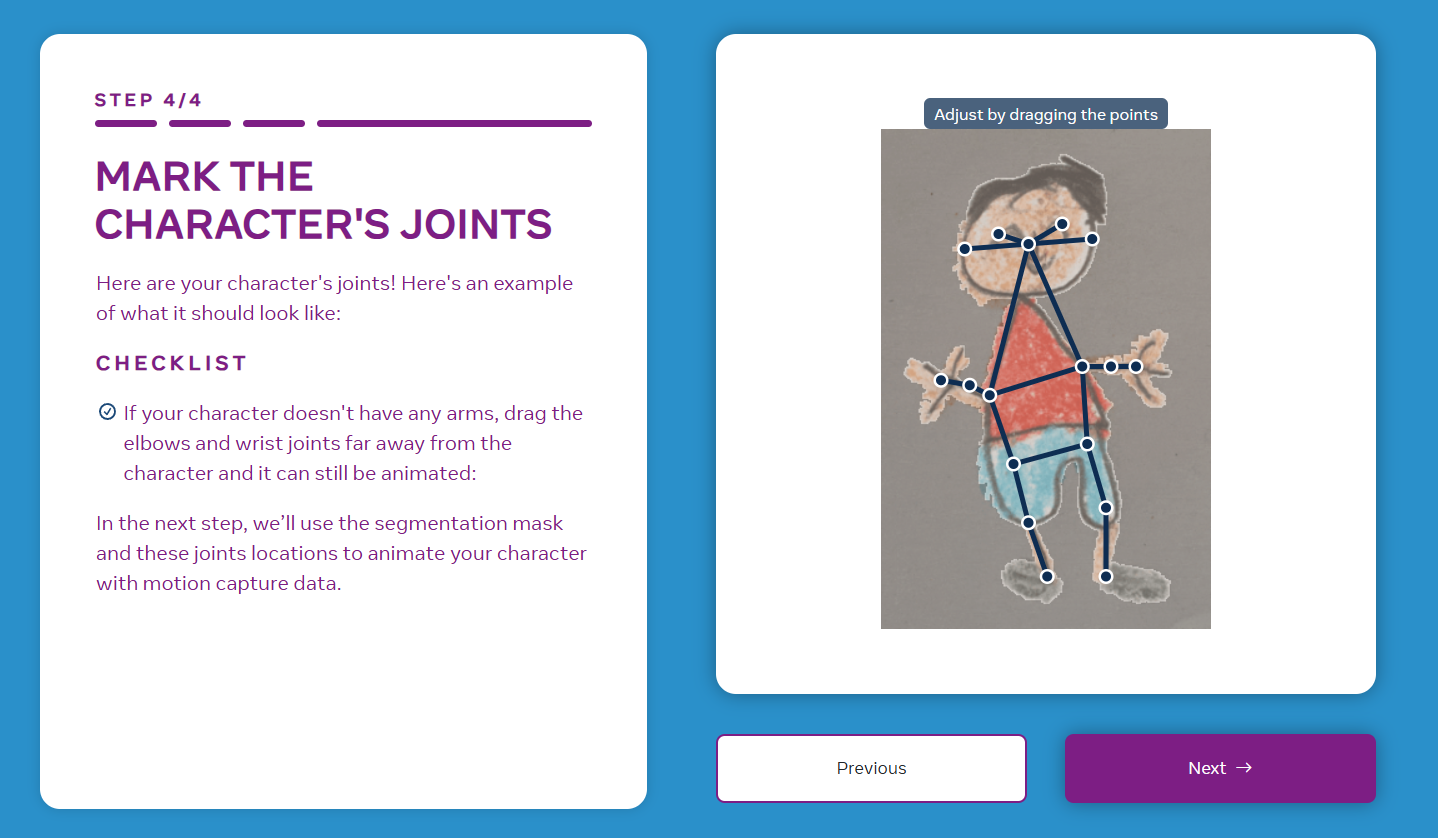 STEP 4/4
MARK THE
CHARACTER'S JOINTS
Here are your character's joints! Here's an example
of what it should look like:
CHECKLIST
If your character doesn't have any arms, drag the
elbows and wrist joints far away from the
character and it can still be animated:
In the next step, we’ll use the segmentation mask
and these joints locations to animate your character
with motion capture data.
Adjust by dragging the points
Previous
Next →